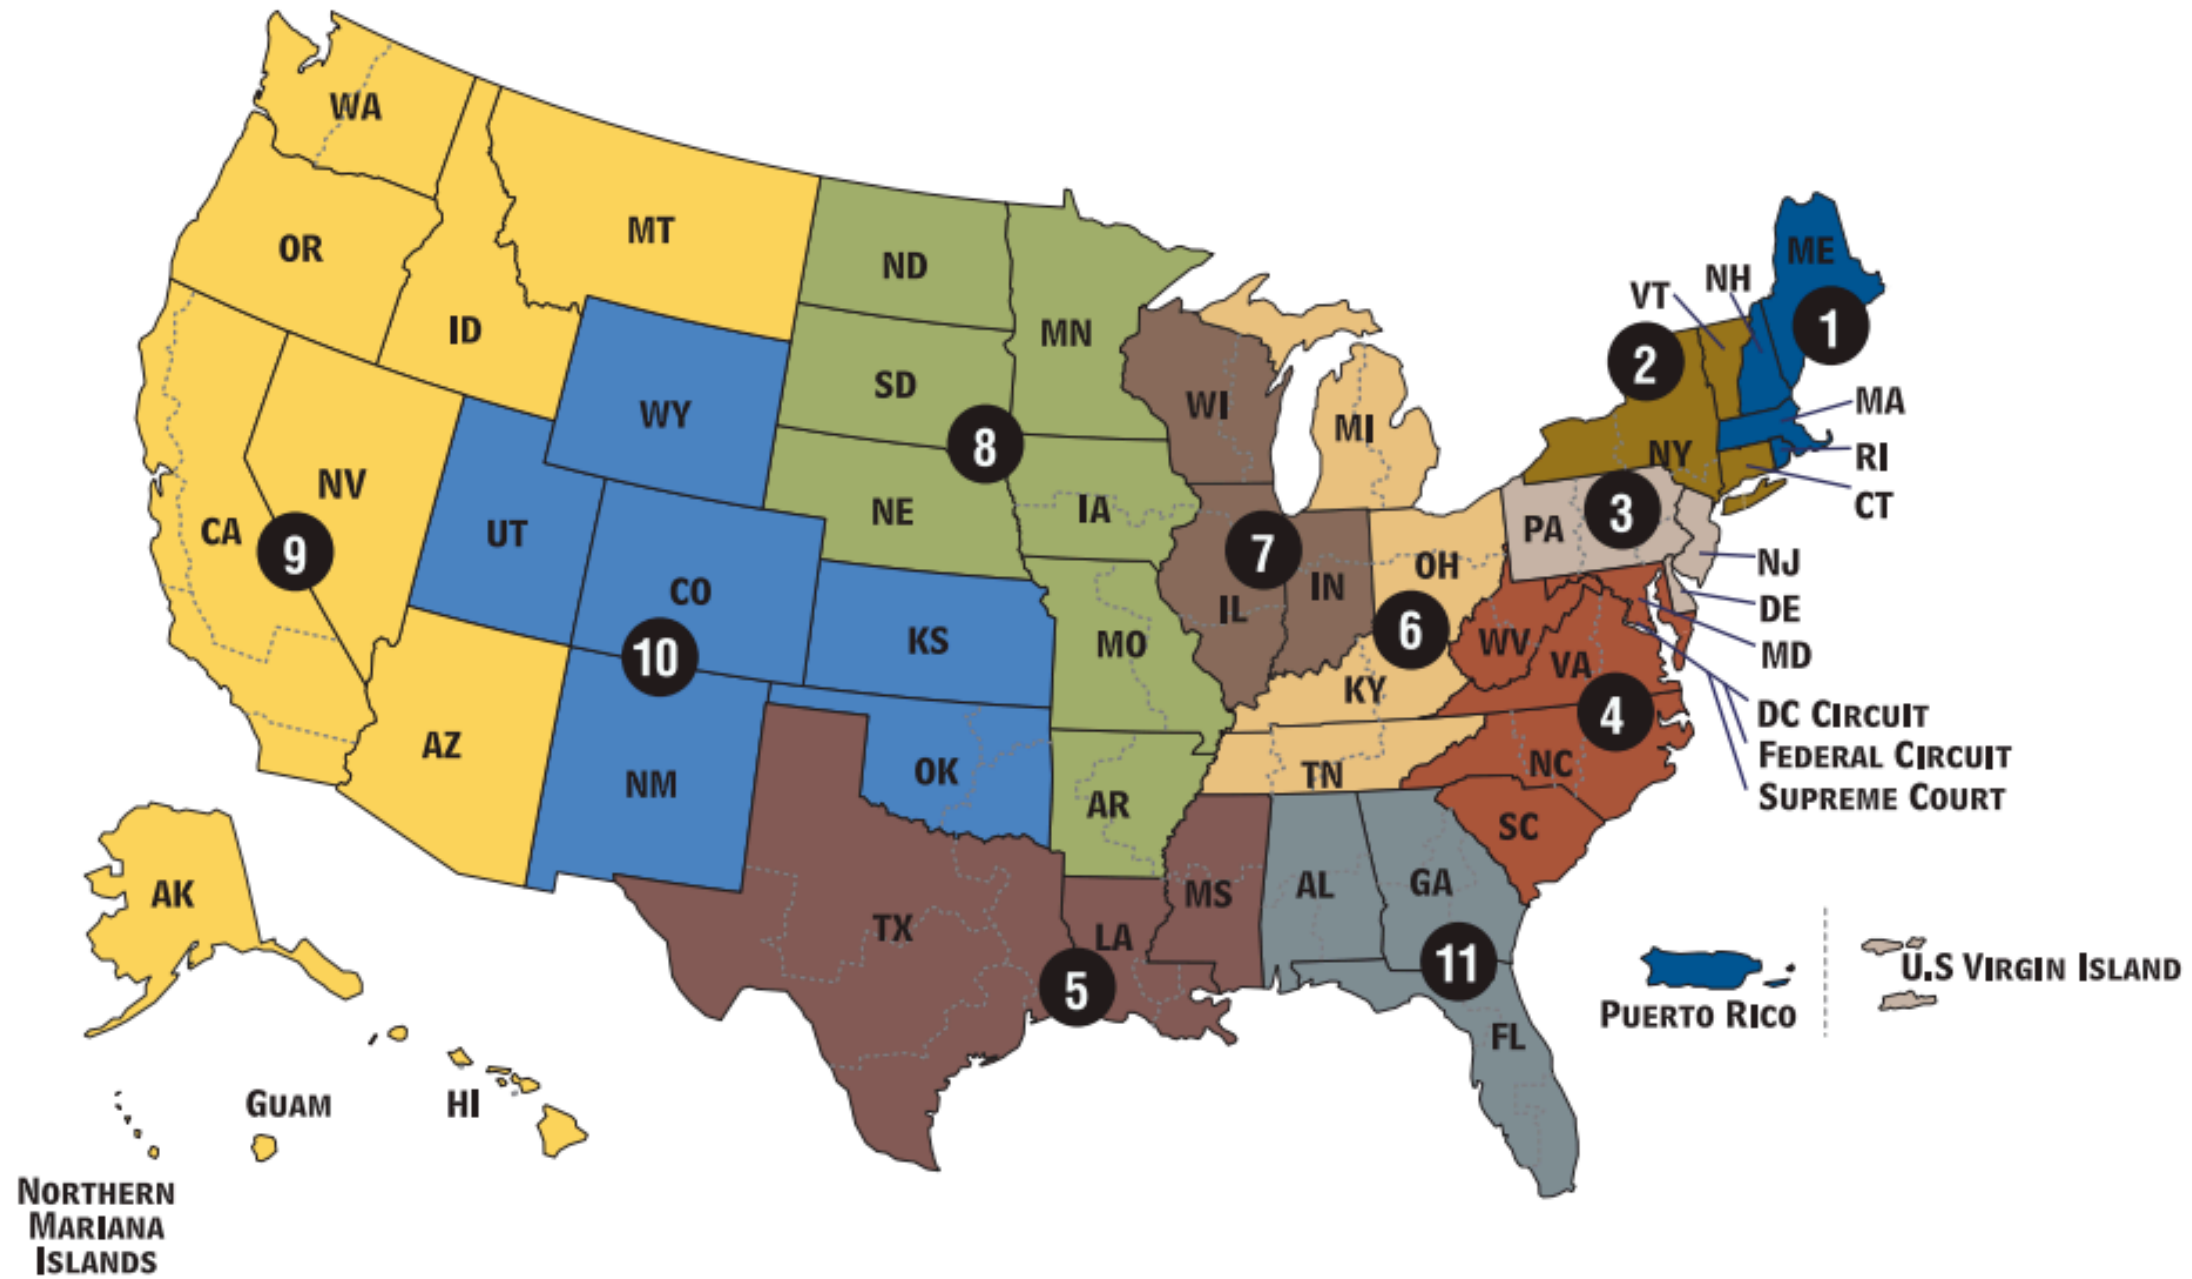 WA
MT
OR
ID
ND
MN
SD
WY
NV
CA
9
UT
CO
10
NE
8
IA
WI
MI
KS
MO
7
IL
IN
OH
6
KY
TN
AZ
NM
OK
AR
TX
LA
5
MS
AL
GA
11
FL
SC
NC
4
VA
WV
PA
3
NY
2
VT
NH
ME
1
MA
RI
CT
NJ
DE
MD
DC CIRCUIT
FEDERAL CIRCUIT
SUPREME COURT
AK
HI
GUAM
NORTHERN
MARIANA
ISLANDS
PUERTO RICO
U.S VIRGIN ISLAND